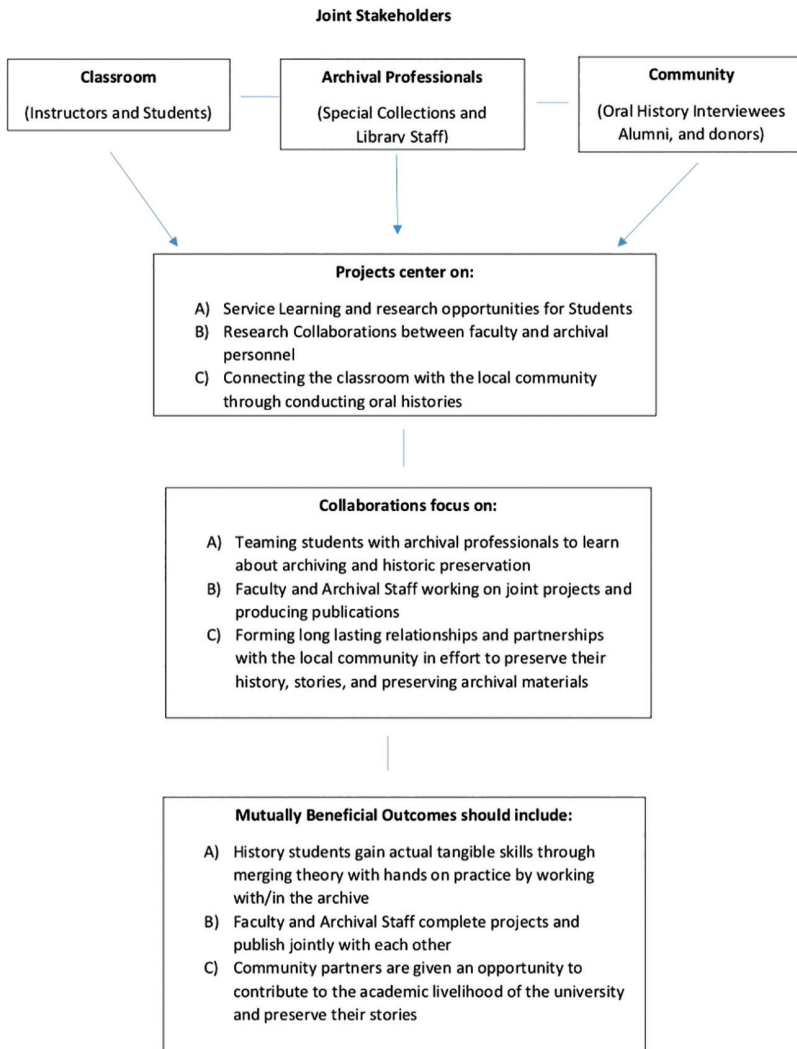 Joint Stakeholders
Classroom
(Instructors and Students)
Archival Professionals
(Special Collections and
Library Staff)
Community
(Oral History Interviewees
Alumni, and donors)
Projects center on:
A) Service Learning and research opportunities for Students
B) Research Collaborations between faculty and archival
personnel
C) Connecting the classroom with the local community
through conducting oral histories
Collaborations focus on:
A) Teaming students with archival professionals to learn
about archiving and historic preservation
B) Faculty and Archival Staff working on joint projects and
producing publications
C) Forming long lasting relationships and partnerships
with the local community in effort to preserve their
history, stories, and preserving archival materials
Mutually Beneficial Outcomes should include:
A) History students gain actual tangible skills through
merging theory with hands on practice by working
with/in the archive
B) Faculty and Archival Staff complete projects and
publish jointly with each other
C) Community partners are given an opportunity to
contribute to the academic livelihood of the university
and preserve their stories